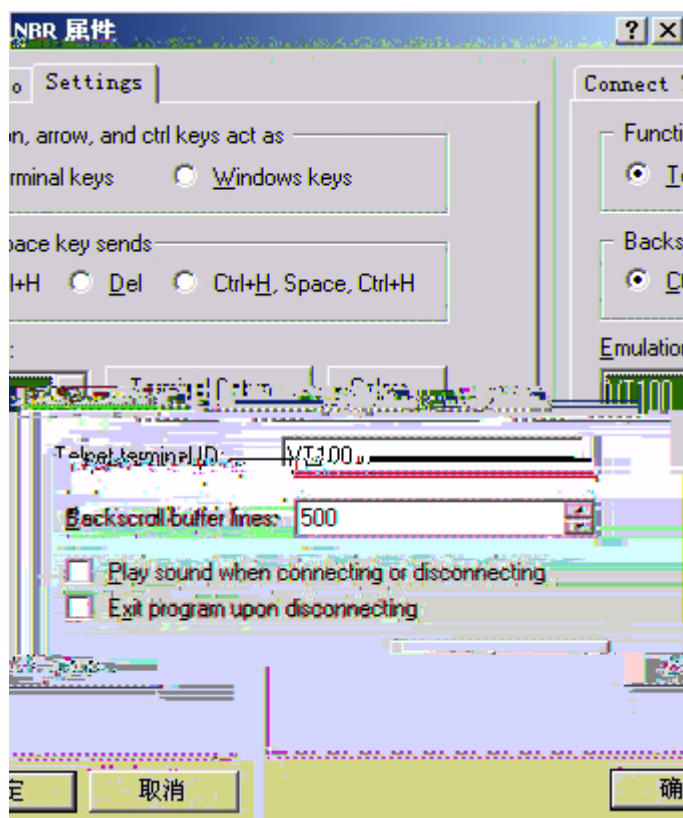 NBR 属性
Settings
Connect
n, arrow, and ctrl keys act as
Functi
rminal keys Windows keys
pace key sends
Backs
l+H Del Ctrl+H, Space, Ctrl+H
Emulation
VT100
Telnet terminal ID: VT100
Backscroll buffer lines: 500
Play sound when connecting or disconnecting
Exit program upon disconnecting
定 取消 确